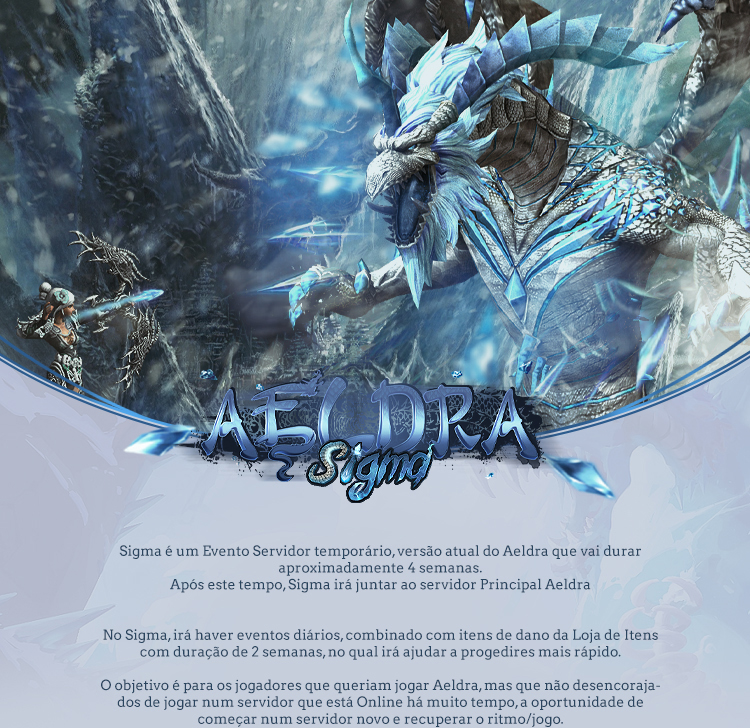 AELDRA
Sigma
Sigma é um Evento Servidor temporário, versão atual do Aeldra que vai durar
aproximadamente 4 semanas.
Após este tempo, Sigma irá juntar ao servidor Principal Aeldra
No Sigma, irá haver eventos diários, combinado com itens de dano da Loja de Itens
com duração de 2 semanas, no qual irá ajudar a progedires mais rápido.
O objetivo é para os jogadores que queriam jogar Aeldra, mas que não desencoraja-
dos de jogar num servidor que está Online há muito tempo, a oportunidade de
começar num servidor novo e recuperar o ritmo/jogo.